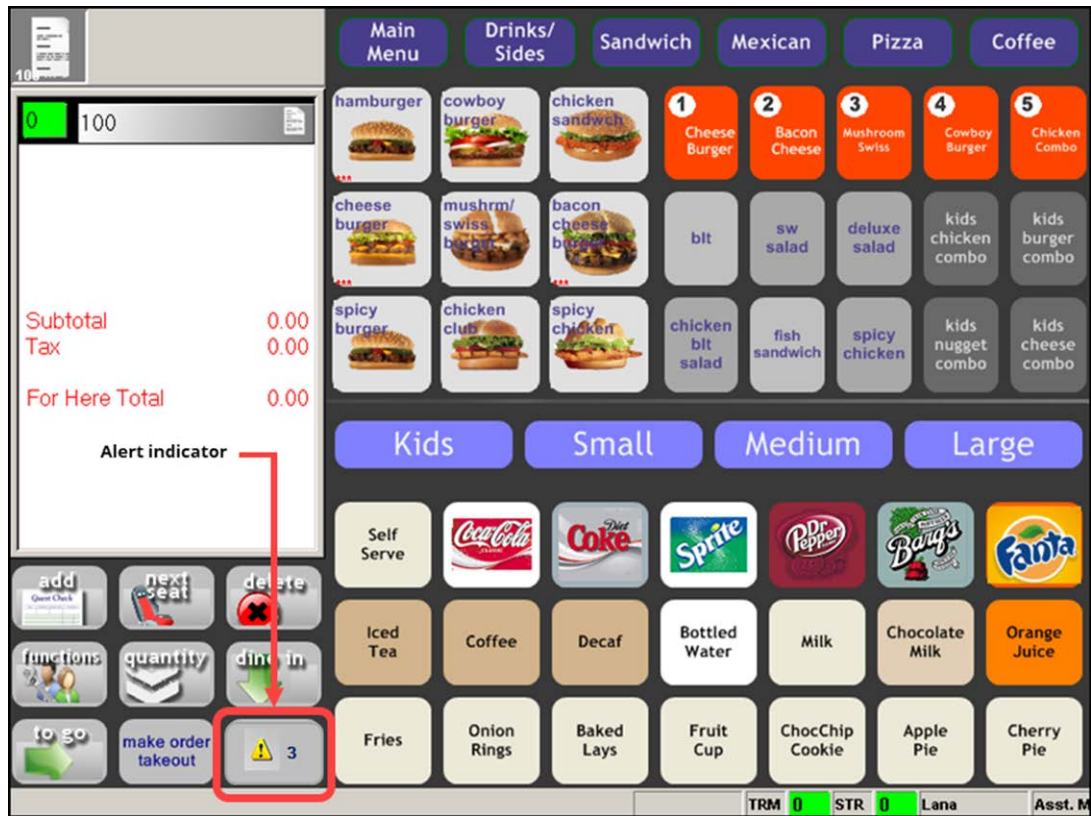 100
0
100
Subtotal 0.00
Tax 0.00
For Here Total 0.00
Alert indicator
add
Guest Check
next
seat
delete
functions
quantity
dine in
to go
make order
takeout
3
Main
Menu
Drinks/
Sides
Sandwich
Mexican
Pizza
Coffee
hamburger
***
cowboy
burger
chicken
sandwch
1
Cheese
Burger
2
Bacon
Cheese
3
Mushroom
Swiss
4
Cowboy
Burger
5
Chicken
Combo
cheese
burger
***
mushrm/
swiss
burger
bacon
cheese
burger
***
blt
sw
salad
deluxe
salad
kids
chicken
combo
kids
burger
combo
spicy
burger
chicken
club
spicy
chicken
chicken
blt
salad
fish
sandwich
spicy
chicken
kids
nugget
combo
kids
cheese
combo
Kids
Small
Medium
Large
Self
Serve
Coca-Cola
CLASSIC
Diet
Coke
Sprite
Dr
Pepper
Barq's
Fanta
Iced
Tea
Coffee
Decaf
Bottled
Water
Milk
Chocolate
Milk
Orange
Juice
Fries
Onion
Rings
Baked
Lays
Fruit
Cup
ChocChip
Cookie
Apple
Pie
Cherry
Pie
TRM 0 STR 0 Lana Asst. M